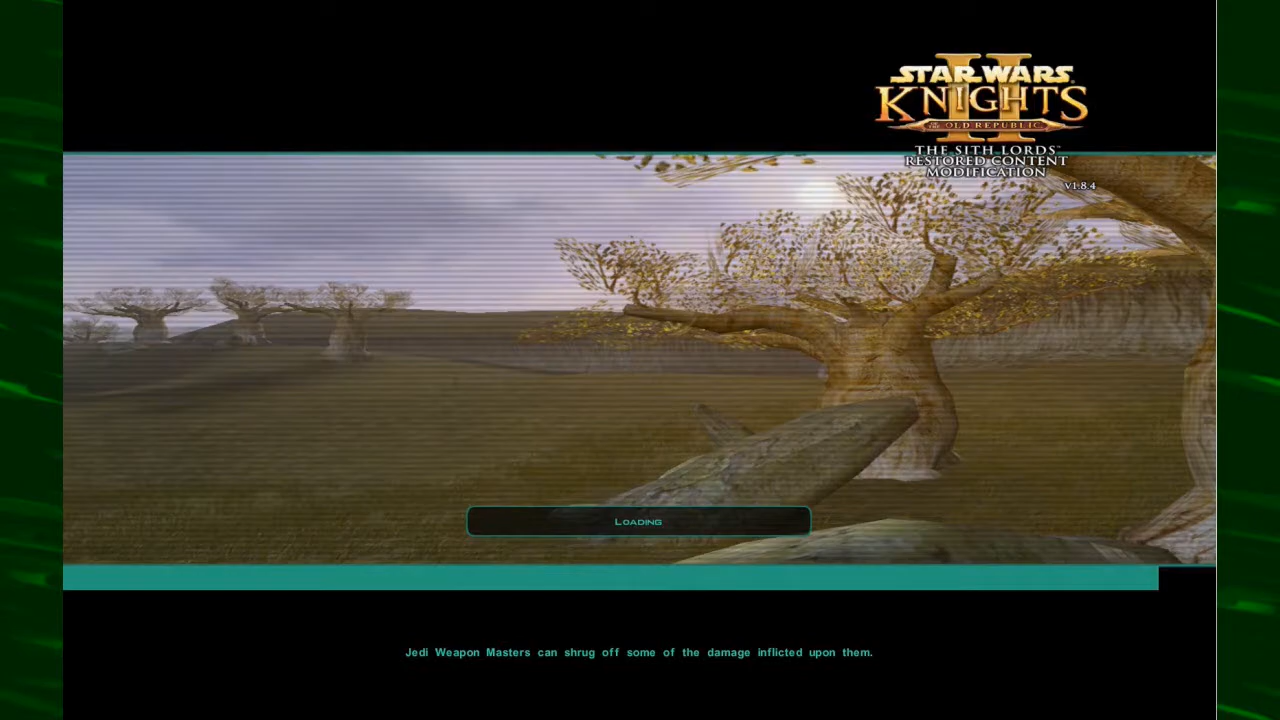 STAR WARS
KNIGHTS
II
OF THE OLD REPUBLIC
THE SITH LORDS™
RESTORED CONTENT
MODIFICATION
V1.8.4
LOADING
Jedi Weapon Masters can shrug off some of the damage inflicted upon them.